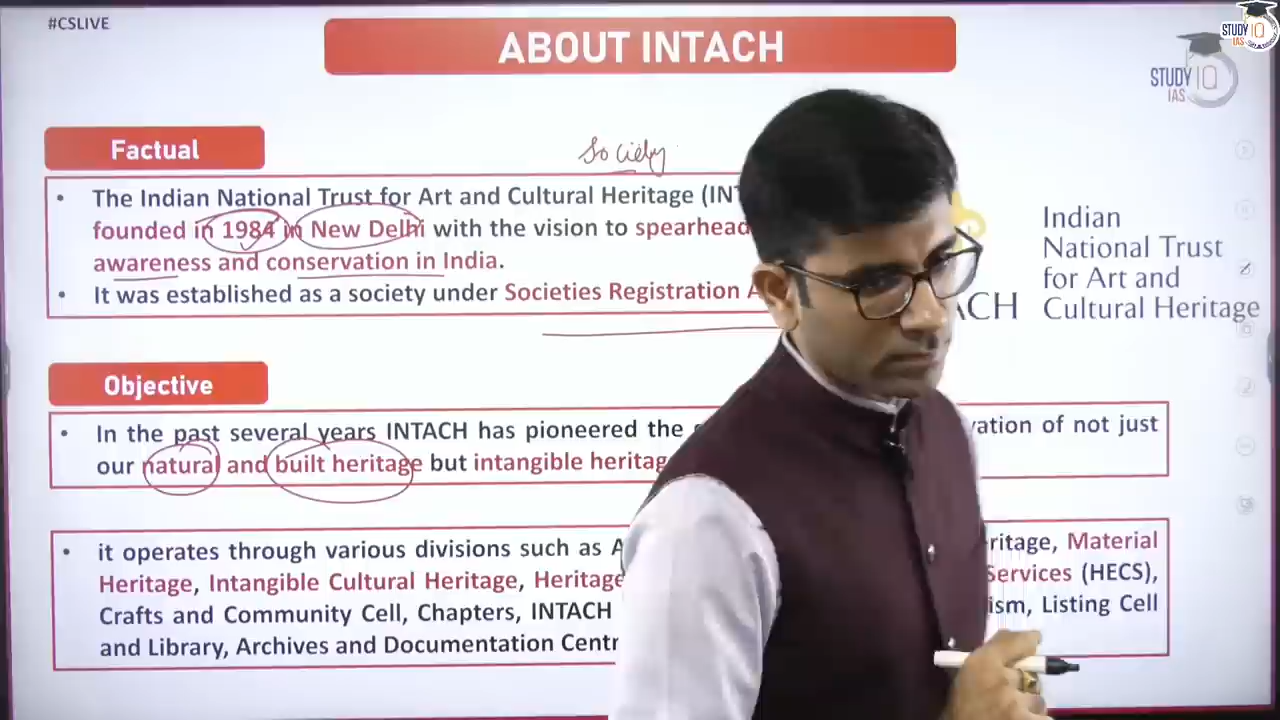 #CSLIVE
ABOUT INTACH
STUDY IQ
IAS
STUDY IQ
IAS
Factual
Society
• The Indian National Trust for Art and Cultural Heritage (INT
founded in 1984 in New Delhi with the vision to spearhead
awareness and conservation in India.
• It was established as a society under Societies Registration A
ACH
Indian
National Trust
for Art and
Cultural Heritage
Objective
• In the past several years INTACH has pioneered the vation of not just
our natural and built heritage but intangible heritag
• it operates through various divisions such as A ritage, Material
Heritage, Intangible Cultural Heritage, Heritage Services (HECS),
Crafts and Community Cell, Chapters, INTACH ism, Listing Cell
and Library, Archives and Documentation Centr